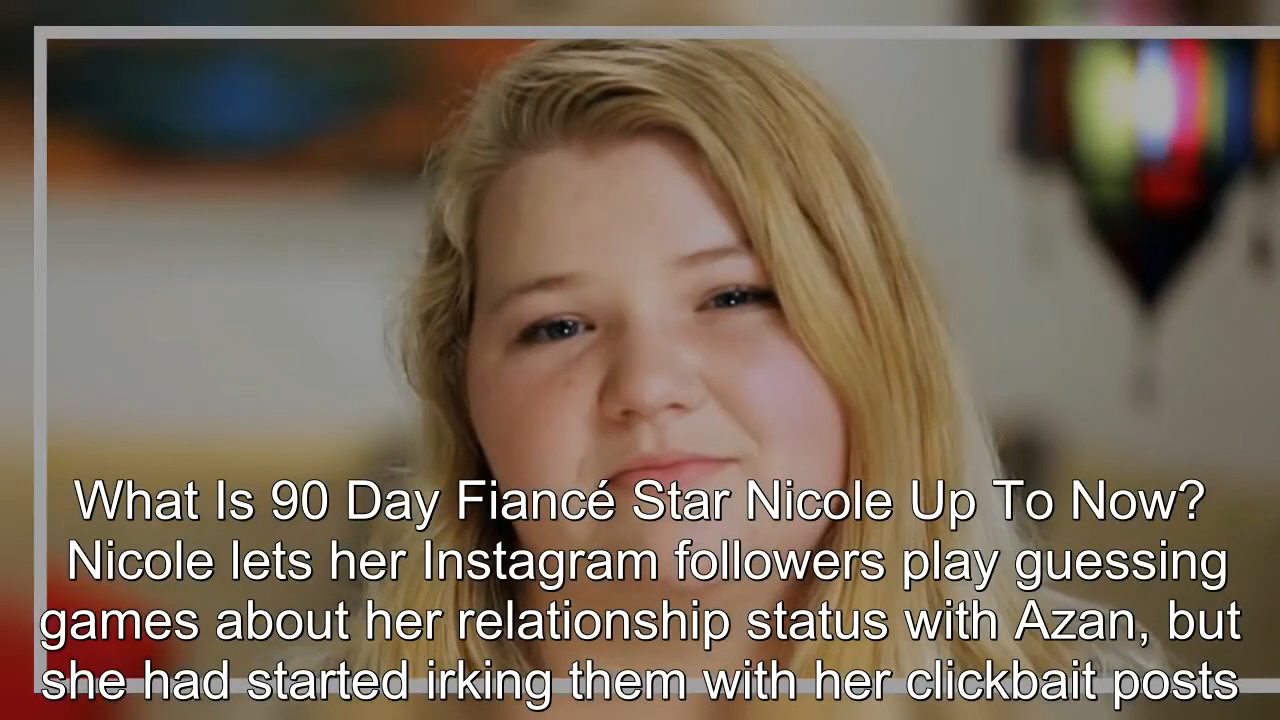 What Is 90 Day Fiancé Star Nicole Up To Now?
Nicole lets her Instagram followers play guessing
games about her relationship status with Azan, but
she had started irking them with her clickbait posts